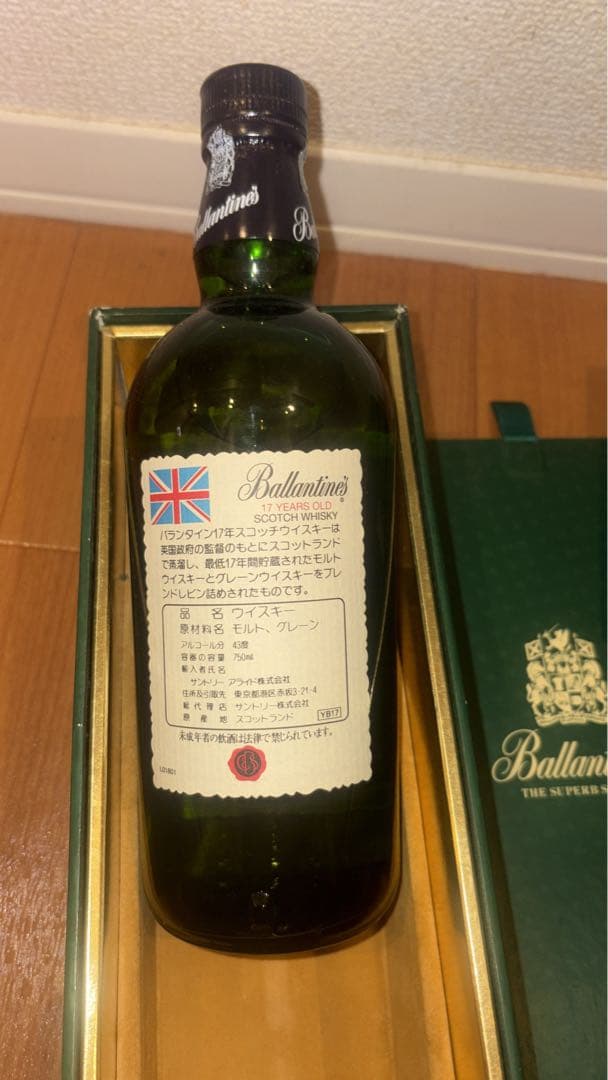 Ballantine's
Ballantine's
17 YEARS OLD
SCOTCH WHISKY
バランタイン17年スコッチウイスキーは
英国政府の監督のもとにスコットランド
で蒸溜し、最低17年間貯蔵されたモルト
ウイスキーとグレーンウイスキーをブレ
ンドしビン詰めされたものです。
品名 ウイスキー
原材料名 モルト、グレーン
アルコール分 43度
容器の容量 750ml
輸入者氏名
サントリー アライド株式会社
住所及引取先 東京都港区赤坂3-21-4
総代理店 サントリー株式会社
原産地 スコットランド YB17
未成年者の飲酒は法律で禁じられています。
L01801
Ballan
THE SUPERB S